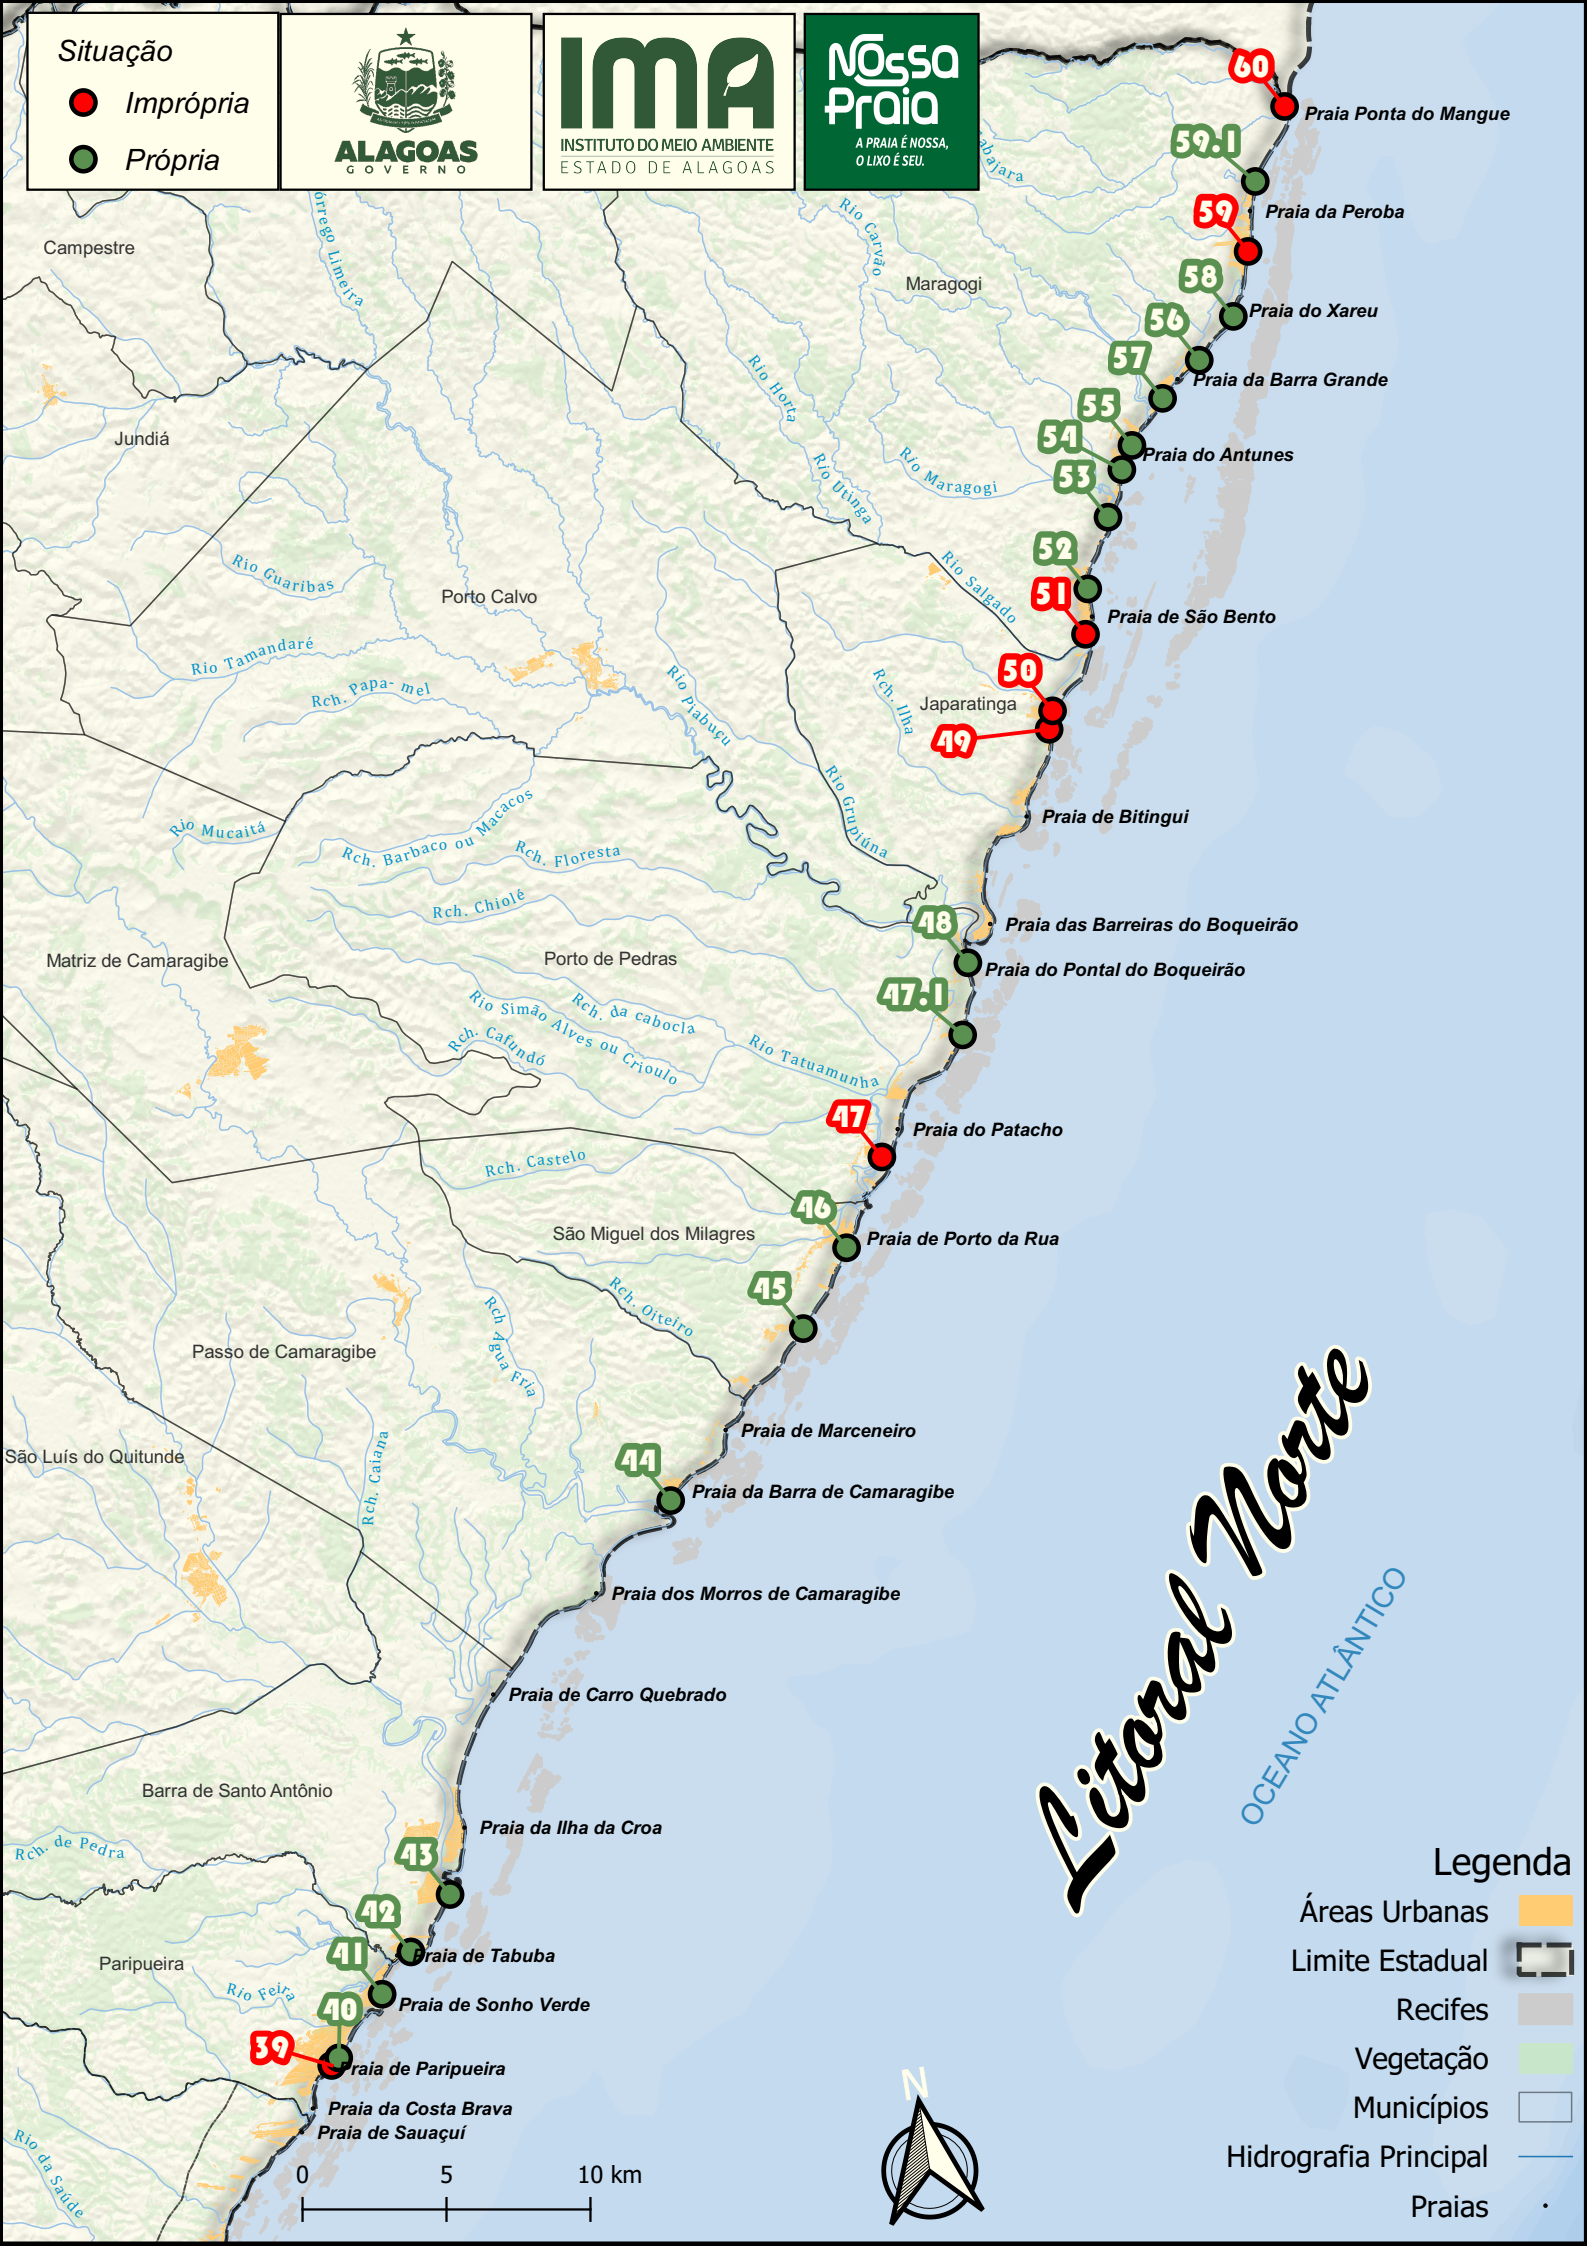 Situação
Imprópria
Própria
ALAGOAS
GOVERNO
IMA
INSTITUTO DO MEIO AMBIENTE
ESTADO DE ALAGOAS
Nossa
Praia
A PRAIA É NOSSA,
O LIXO É SEU.
60
Praia Ponta do Mangue
59.1
Praia da Peroba
59
58
Praia do Xareu
56
57
Praia da Barra Grande
55
54
Praia do Antunes
53
52
51
Praia de São Bento
50
49
Praia de Bitingui
Praia das Barreiras do Boqueirão
48
Praia do Pontal do Boqueirão
47.1
47
Praia do Patacho
46
Praia de Porto da Rua
45
Praia de Marceneiro
44
Praia da Barra de Camaragibe
Praia dos Morros de Camaragibe
Praia de Carro Quebrado
Praia da Ilha da Croa
43
42
Praia de Tabuba
41
Praia de Sonho Verde
40
39
Praia de Paripueira
Praia da Costa Brava
Praia de Sauaçuí
Campestre
Maragogi
Jundiá
Porto Calvo
Japaratinga
Matriz de Camaragibe
Porto de Pedras
São Miguel dos Milagres
Passo de Camaragibe
São Luís do Quitunde
Barra de Santo Antônio
Paripueira
órrego Limeira
abajara
Rio Carvão
Rio Horta
Rio Utinga
Rio Maragogi
Rio Salgado
Rio Guaribas
Rio Tamandaré
Rch. Papa- mel
Rio Piabuçu
Rch. Ilha
Rio Grupiúna
Rio Mucaitá
Rch. Barbaco ou Macacos
Rch. Floresta
Rch. Chiolé
Rio Simão Alves ou Crioulo
Rch. da cabocla
Rch. Cafundó
Rio Tatuamunha
Rch. Castelo
Rch. Oiteiro
Rch Água Fria
Rch. Caiana
Rch. de Pedra
Rio Feira
Rio da Saúde
Litoral Norte
OCEANO ATLÂNTICO
Legenda
Áreas Urbanas
Limite Estadual
Recifes
Vegetação
Municípios
Hidrografia Principal
Praias
N
0 5 10 km